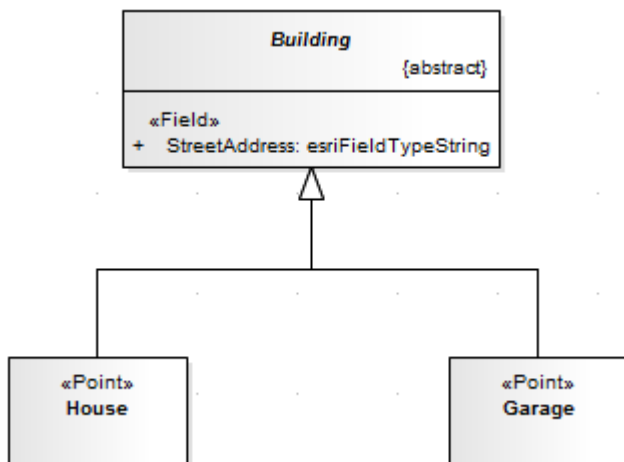 Building
{abstract}
«Field»
+ StreetAddress: esriFieldTypeString
«Point»
House
«Point»
Garage